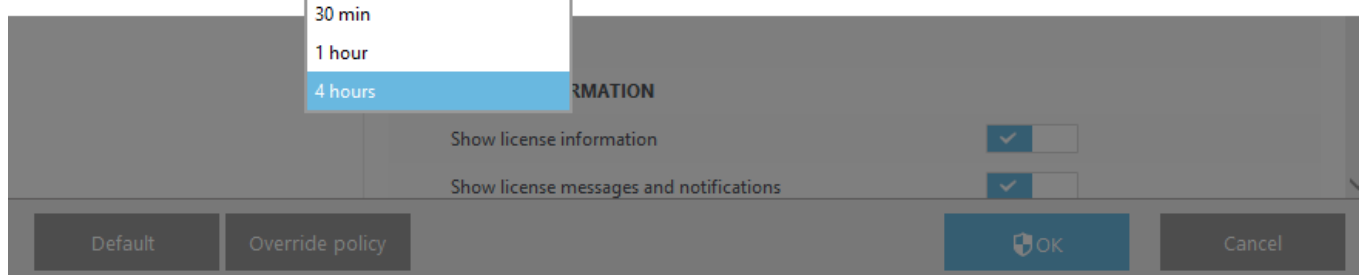 30 min
1 hour
4 hours
RMATION
Show license information
Show license messages and notifications
Default
Override policy
OK
Cancel